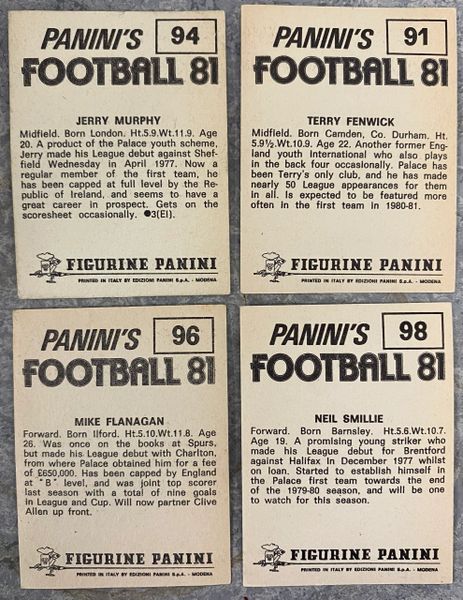 PANINI'S 94
FOOTBALL 81
JERRY MURPHY
Midfield. Born London. Ht.5.9.Wt.11.9. Age
20. A product of the Palace youth scheme,
Jerry made his League debut against Shef-
field Wednesday in April 1977. Now a
regular member of the first team, he
has been capped at full level by the Re-
public of Ireland, and seems to have a
great career in prospect. Gets on the
scoresheet occasionally. ●3(EI).
FIGURINE PANINI
PRINTED IN ITALY BY EDIZIONI PANINI S.p.A. - MODENA
PANINI'S 91
FOOTBALL 81
TERRY FENWICK
Midfield. Born Camden, Co. Durham. Ht.
5.9½.Wt.10.9. Age 22. Another former Eng-
land youth International who also plays
in the back four occasionally. Palace has
been Terry's only club, and he has made
nearly 50 League appearances for them
in all. Is expected to be featured more
often in the first team in 1980-81.
FIGURINE PANINI
PRINTED IN ITALY BY EDIZIONI PANINI S.p.A. - MODENA
PANINI'S 96
FOOTBALL 81
MIKE FLANAGAN
Forward. Born Ilford. Ht.5.10.Wt.11.8. Age
26. Was once on the books at Spurs,
but made his League debut with Charlton,
from where Palace obtained him for a fee
of £650,000. Has been capped by England
at "B" level, and was joint top scorer
last season with a total of nine goals
in League and Cup. Will now partner Clive
Allen up front.
FIGURINE PANINI
PRINTED IN ITALY BY EDIZIONI PANINI S.p.A. - MODENA
PANINI'S 98
FOOTBALL 81
NEIL SMILLIE
Forward. Born Barnsley. Ht.5.6.Wt.10.7.
Age 19. A promising young striker who
made his League debut for Brentford
against Halifax in December 1977 whilst
on loan. Started to establish himself in
the Palace first team towards the end
of the 1979-80 season, and will be one
to watch for this season.
FIGURINE PANINI
PRINTED IN ITALY BY EDIZIONI PANINI S.p.A. - MODENA